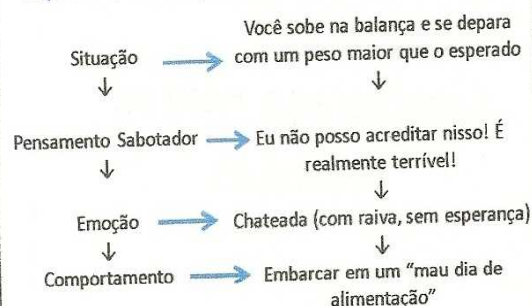 Você sobe na balança e se depara
Situação com um peso maior que o esperado
Pensamento Sabotador Eu não posso acreditar nisso! É
realmente terrível!
Emoção Chateada (com raiva, sem esperança)
Comportamento Embarcar em um “mau dia de
alimentação”